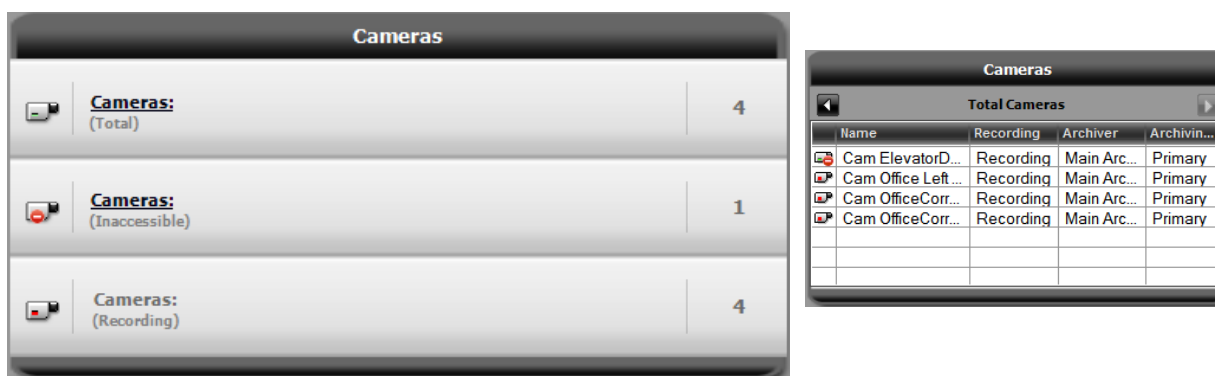 Cameras
Cameras:
(Total)
4
Cameras:
(Inaccessible)
1
Cameras:
(Recording)
4
Cameras
Total Cameras
Name Recording Archiver Archivin...
Cam ElevatorD... Recording Main Arc... Primary
Cam Office Left ... Recording Main Arc... Primary
Cam OfficeCorr... Recording Main Arc... Primary
Cam OfficeCorr... Recording Main Arc... Primary